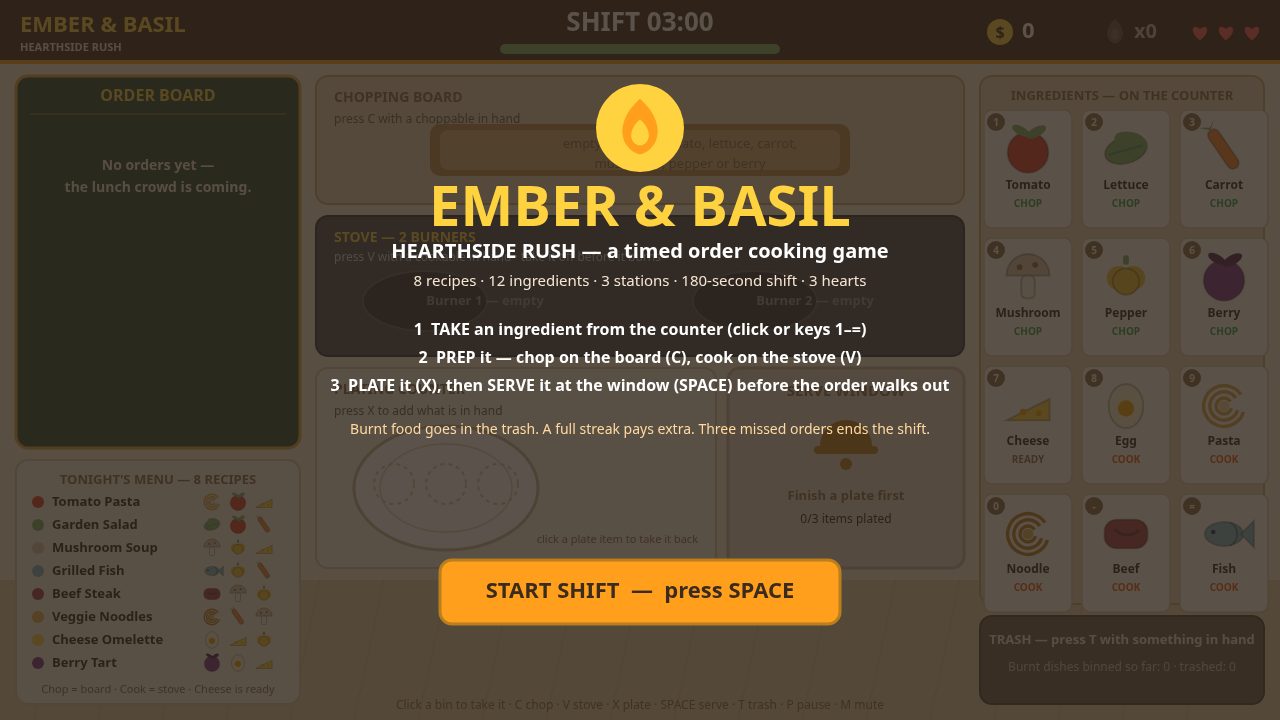 EMBER & BASIL
HEARTHSIDE RUSH
SHIFT 03:00
$ 0
x0
ORDER BOARD
No orders yet —
the lunch crowd is coming.
TONIGHT'S MENU — 8 RECIPES
Tomato Pasta
Garden Salad
Mushroom Soup
Grilled Fish
Beef Steak
Veggie Noodles
Cheese Omelette
Berry Tart
Chop = board · Cook = stove · Cheese is ready
CHOPPING BOARD
press C with a choppable in hand
EMBER & BASIL
STOVE — 2 BURNERS
HEARTHSIDE RUSH — a timed order cooking game
8 recipes · 12 ingredients · 3 stations · 180-second shift · 3 hearts
Burner 1 — empty
Burner 2 — empty
1 TAKE an ingredient from the counter (click or keys 1–=)
2 PREP it — chop on the board (C), cook on the stove (V)
3 PLATE it (X), then SERVE it at the window (SPACE) before the order walks out
SERVE WINDOW
press X to add what is in hand
Burnt food goes in the trash. A full streak pays extra. Three missed orders ends the shift.
Finish a plate first
0/3 items plated
click a plate item to take it back
START SHIFT — press SPACE
Click a bin to take it · C chop · V stove · X plate · SPACE serve · T trash · P pause · M mute
INGREDIENTS — ON THE COUNTER
1 Tomato CHOP
2 Lettuce CHOP
3 Carrot CHOP
4 Mushroom CHOP
5 Pepper CHOP
6 Berry CHOP
7 Cheese READY
8 Egg COOK
9 Pasta COOK
0 Noodle COOK
- Beef COOK
= Fish COOK
TRASH — press T with something in hand
Burnt dishes binned so far: 0 · trashed: 0